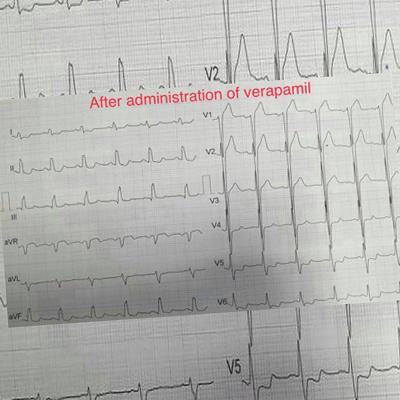 V2
After administration of verapamil
I
II
III
aVR
aVL
aVF
V1
V2
V3
V4
V5
V6
V5